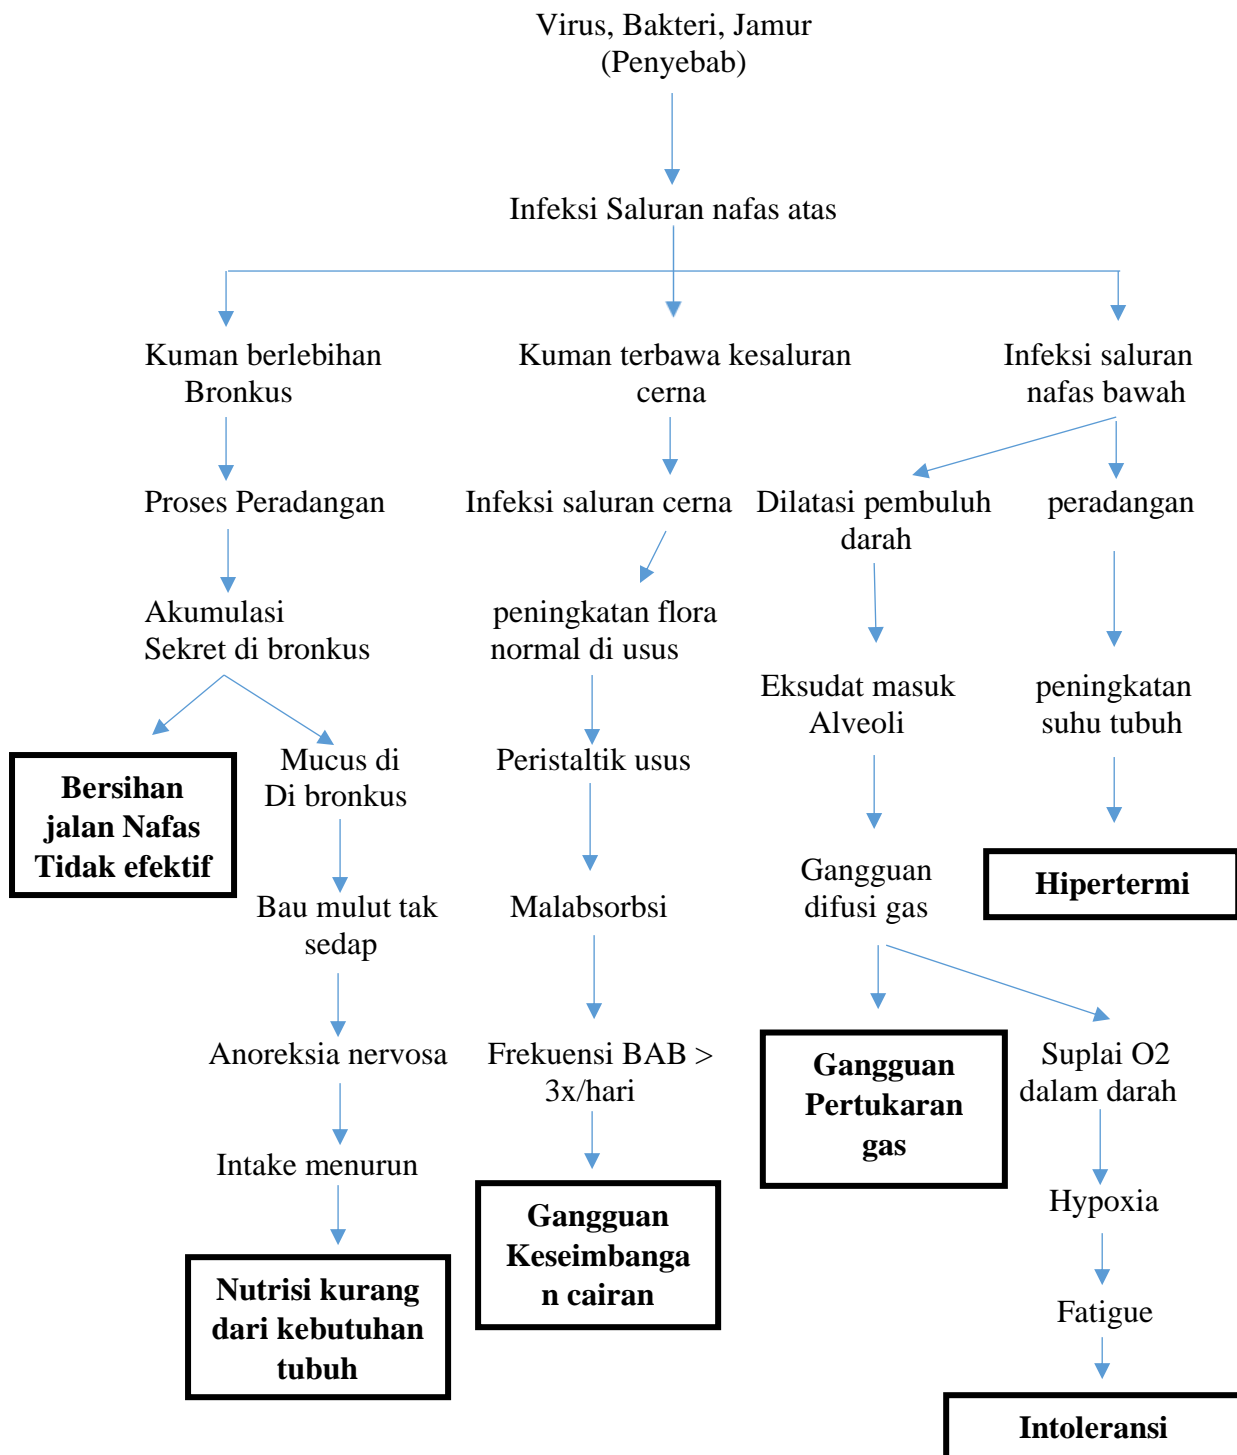 Virus, Bakteri, Jamur
(Penyebab)
Infeksi Saluran nafas atas
Kuman berlebihan
Bronkus
Kuman terbawa kesaluran
cerna
Infeksi saluran
nafas bawah
Proses Peradangan
Infeksi saluran cerna
Dilatasi pembuluh
darah
peradangan
Akumulasi
Sekret di bronkus
peningkatan flora
normal di usus
Eksudat masuk
Alveoli
peningkatan
suhu tubuh
Bersihan
jalan Nafas
Tidak efektif
Mucus di
Di bronkus
Peristaltik usus
Gangguan
difusi gas
Hipertermi
Bau mulut tak
sedap
Malabsorbsi
Anoreksia nervosa
Frekuensi BAB >
3x/hari
Gangguan
Pertukaran
gas
Suplai O2
dalam darah
Intake menurun
Gangguan
Keseimbanga
n cairan
Hypoxia
Nutrisi kurang
dari kebutuhan
tubuh
Fatigue
Intoleransi